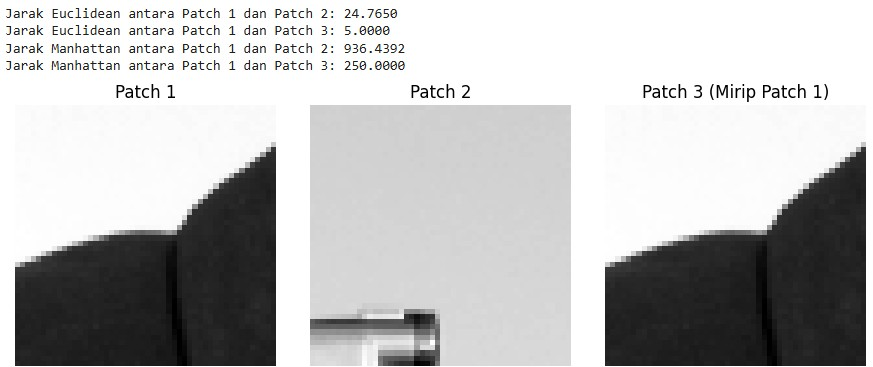 Jarak Euclidean antara Patch 1 dan Patch 2: 24.7650
Jarak Euclidean antara Patch 1 dan Patch 3: 5.0000
Jarak Manhattan antara Patch 1 dan Patch 2: 936.4392
Jarak Manhattan antara Patch 1 dan Patch 3: 250.0000
Patch 1
Patch 2
Patch 3 (Mirip Patch 1)